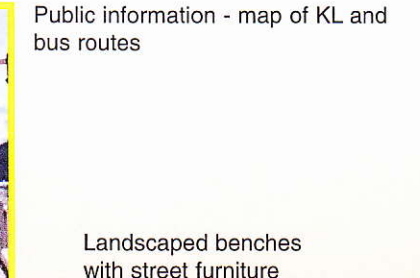 Public information - map of KL and
bus routes
Landscaped benches
with street furniture